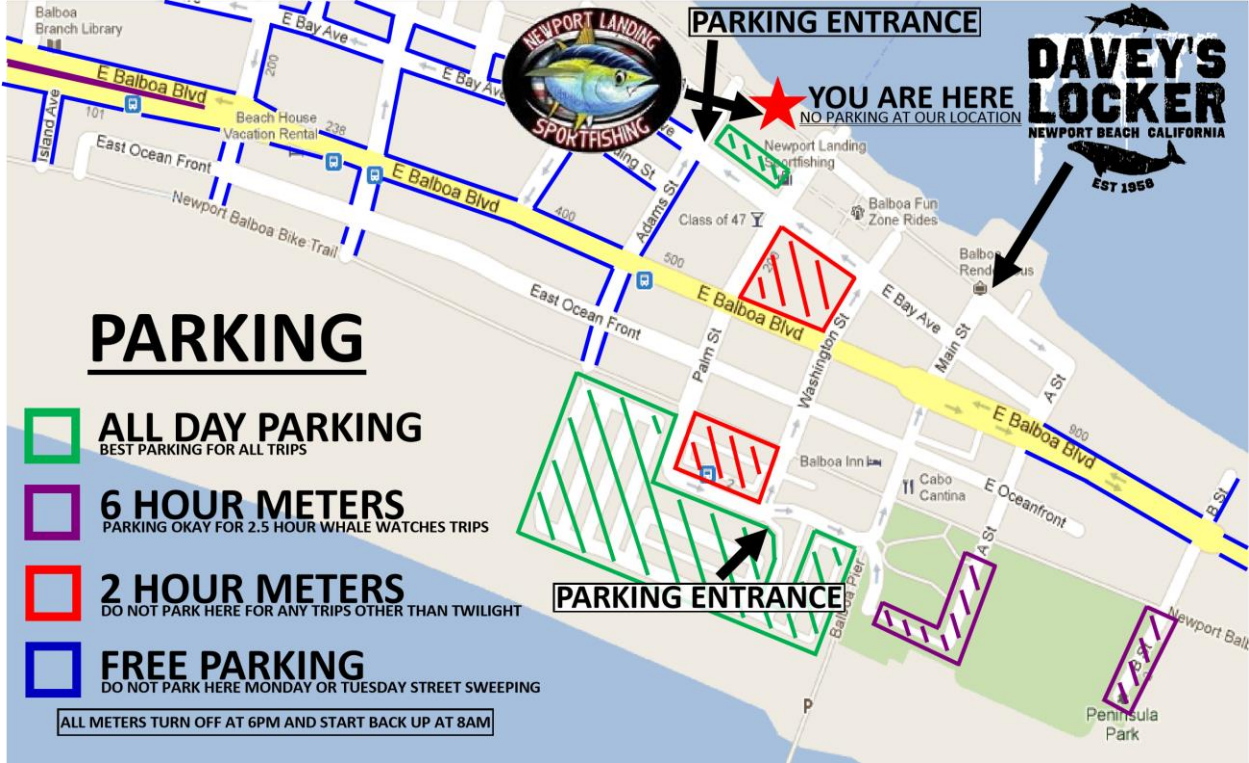 Balboa
Branch Library
E Bay Ave
E Bay Ave
E Balboa Blvd
200
101
Island Ave
Beach House
Vacation Rental
238
East Ocean Front
Newport Balboa Bike Trail
E Balboa Blvd
400
Adams St
500
NEWPORT LANDING
SPORTFISHING
PARKING ENTRANCE
YOU ARE HERE
NO PARKING AT OUR LOCATION
DAVEY'S
LOCKER
NEWPORT BEACH CALIFORNIA
EST 1958
Newport Landing
Sportfishing
Class of 47
Balboa Fun
Zone Rides
E Bay Ave
Main St
A St
East Ocean Front
E Balboa Blvd
Palm St
Washington St
E Balboa Blvd
900
B St
Balboa Inn
Cabo
Cantina
E Oceanfront
A St
PARKING ENTRANCE
Balboa Pier
B St
Peninsula
Park
P
PARKING
ALL DAY PARKING
BEST PARKING FOR ALL TRIPS
6 HOUR METERS
PARKING OKAY FOR 2.5 HOUR WHALE WATCHES TRIPS
2 HOUR METERS
DO NOT PARK HERE FOR ANY TRIPS OTHER THAN TWILIGHT
FREE PARKING
DO NOT PARK HERE MONDAY OR TUESDAY STREET SWEEPING
ALL METERS TURN OFF AT 6PM AND START BACK UP AT 8AM